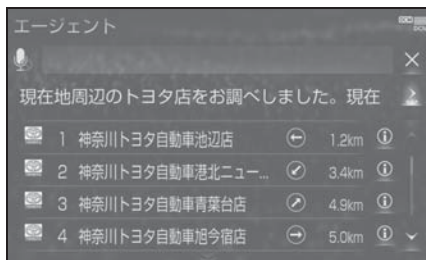 エージェント
現在地周辺のトヨタ店をお調べしました。現在
1 神奈川トヨタ自動車池辺店 1.2km
2 神奈川トヨタ自動車港北ニュー... 3.4km
3 神奈川トヨタ自動車青葉台店 4.9km
4 神奈川トヨタ自動車旭今宿店 5.0km